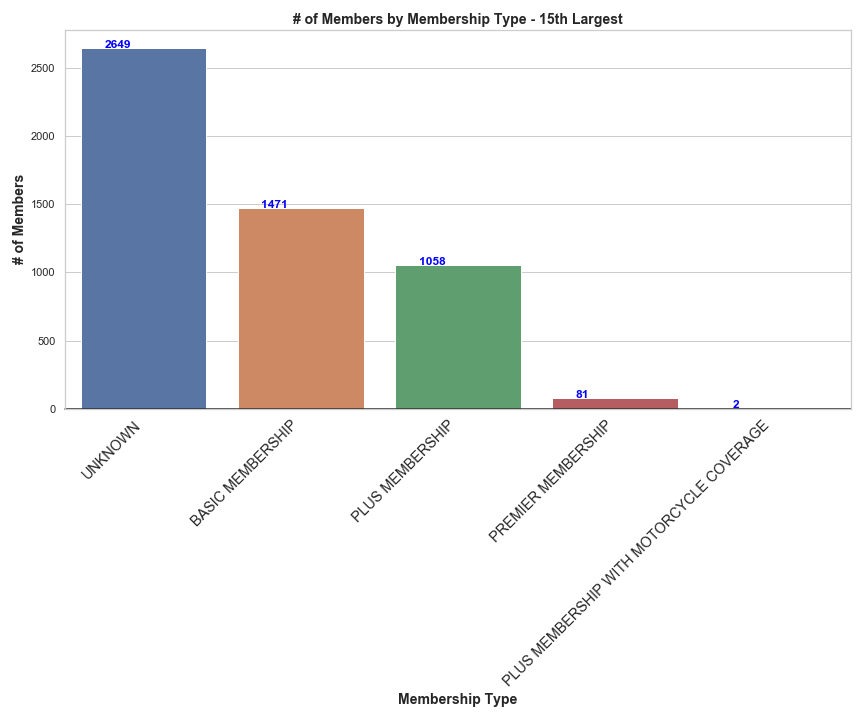 # of Members by Membership Type - 15th Largest
2649
1471
1058
81
2
2500
2000
1500
1000
500
0
# of Members
UNKNOWN
BASIC MEMBERSHIP
PLUS MEMBERSHIP
PREMIER MEMBERSHIP
PLUS MEMBERSHIP WITH MOTORCYCLE COVERAGE
Membership Type